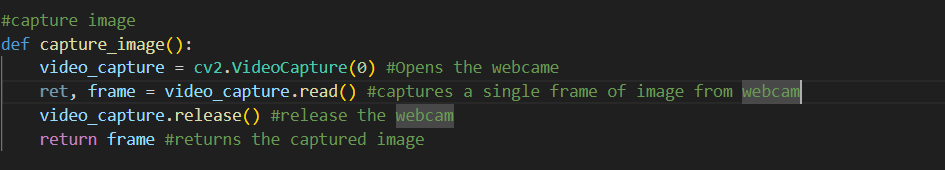 #capture image
def capture_image():
    video_capture = cv2.VideoCapture(0) #Opens the webcame
    ret, frame = video_capture.read() #captures a single frame of image from webcam
    video_capture.release() #release the webcam
    return frame #returns the captured image